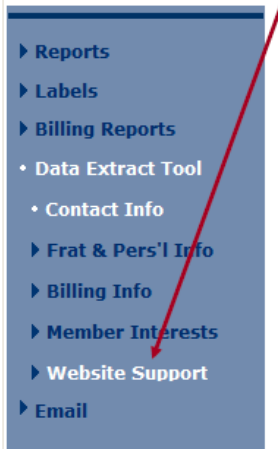 Reports
Labels
Billing Reports
Data Extract Tool
Contact Info
Frat & Pers'l Info
Billing Info
Member Interests
Website Support
Email